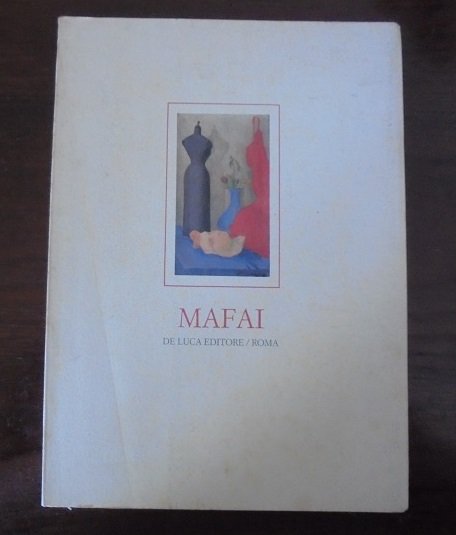 MAFAI
DE LUCA EDITORE / ROMA